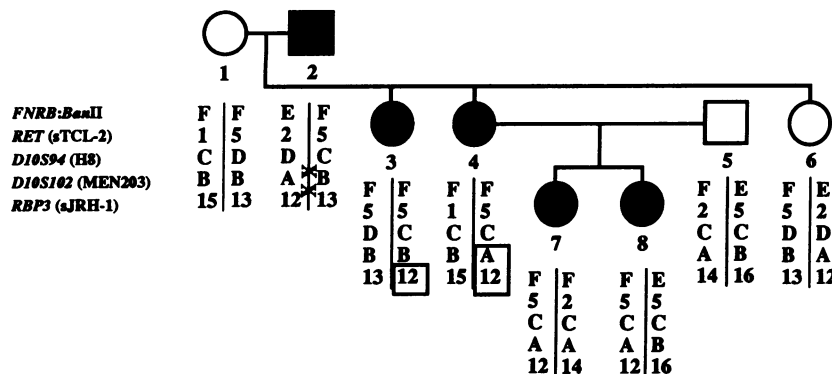 1 2
FNRB:BanII F F E F
RET (sTCL-2) 1 5 2 5
D10S94 (H8) C D D C
D10S102 (MEN203) B B A B
RBP3 (sJRH-1) 15 13 12 13
3 4 5 6
F F F F F E F E
5 5 1 5 2 5 5 2
D C C C C C D D
B B B A A B B A
13 12 15 12 14 16 13 12
7 8
F F F E
5 2 5 5
C C C C
A A A B
12 14 12 16